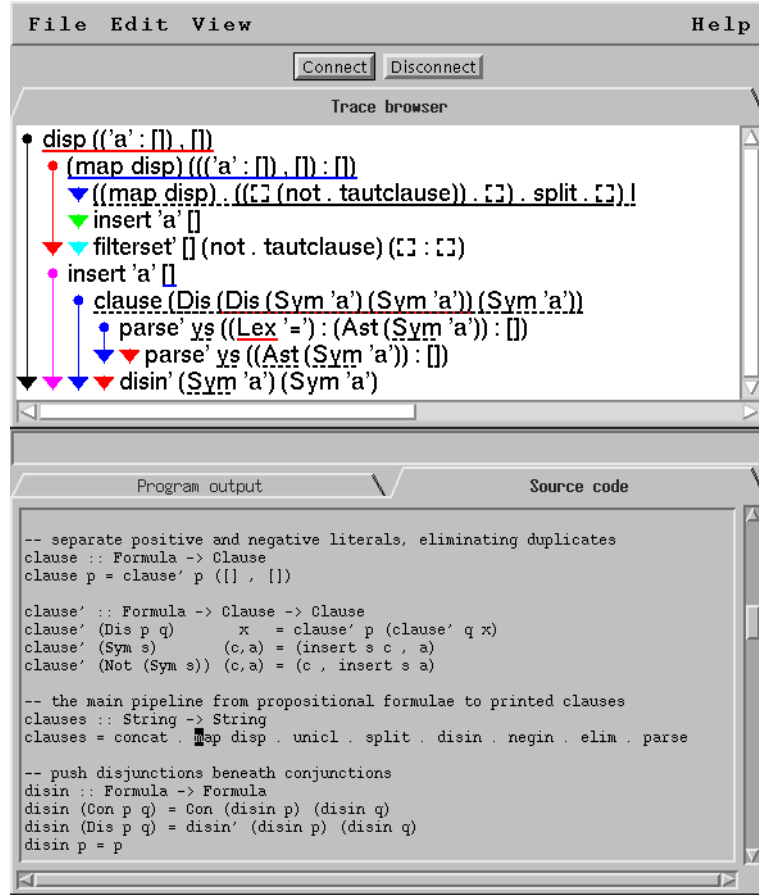 File Edit View Help
Connect Disconnect
Trace browser
disp (('a' : []) , [])
(map disp) ((('a' : []) , []) : [])
((map disp) . (([] (not . tautclause)) . []) . split . []) |
insert 'a' []
filterset' [] (not . tautclause) ([] : [])
insert 'a' []
clause (Dis (Dis (Sym 'a') (Sym 'a')) (Sym 'a'))
parse' ys ((Lex '=') : (Ast (Sym 'a')) : [])
parse' ys ((Ast (Sym 'a')) : [])
disin' (Sym 'a') (Sym 'a')
Program output Source code
-- separate positive and negative literals, eliminating duplicates
clause :: Formula -> Clause
clause p = clause' p ([] , [])
clause' :: Formula -> Clause -> Clause
clause' (Dis p q) x = clause' p (clause' q x)
clause' (Sym s) (c,a) = (insert s c , a)
clause' (Not (Sym s)) (c,a) = (c , insert s a)
-- the main pipeline from propositional formulae to printed clauses
clauses :: String -> String
clauses = concat . map disp . unicl . split . disin . negin . elim . parse
-- push disjunctions beneath conjunctions
disin :: Formula -> Formula
disin (Con p q) = Con (disin p) (disin q)
disin (Dis p q) = disin' (disin p) (disin q)
disin p = p